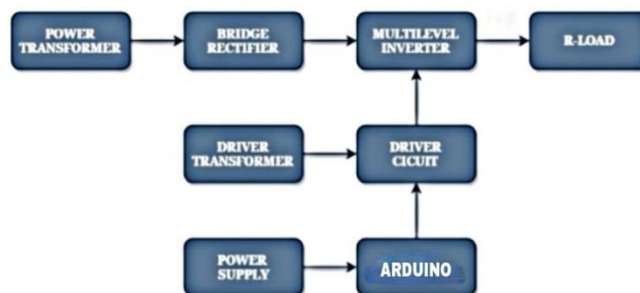 POWER
TRANSFORMER
BRIDGE
RECTIFIER
MULTILEVEL
INVERTER
R-LOAD
DRIVER
TRANSFORMER
DRIVER
CICUIT
POWER
SUPPLY
ARDUINO